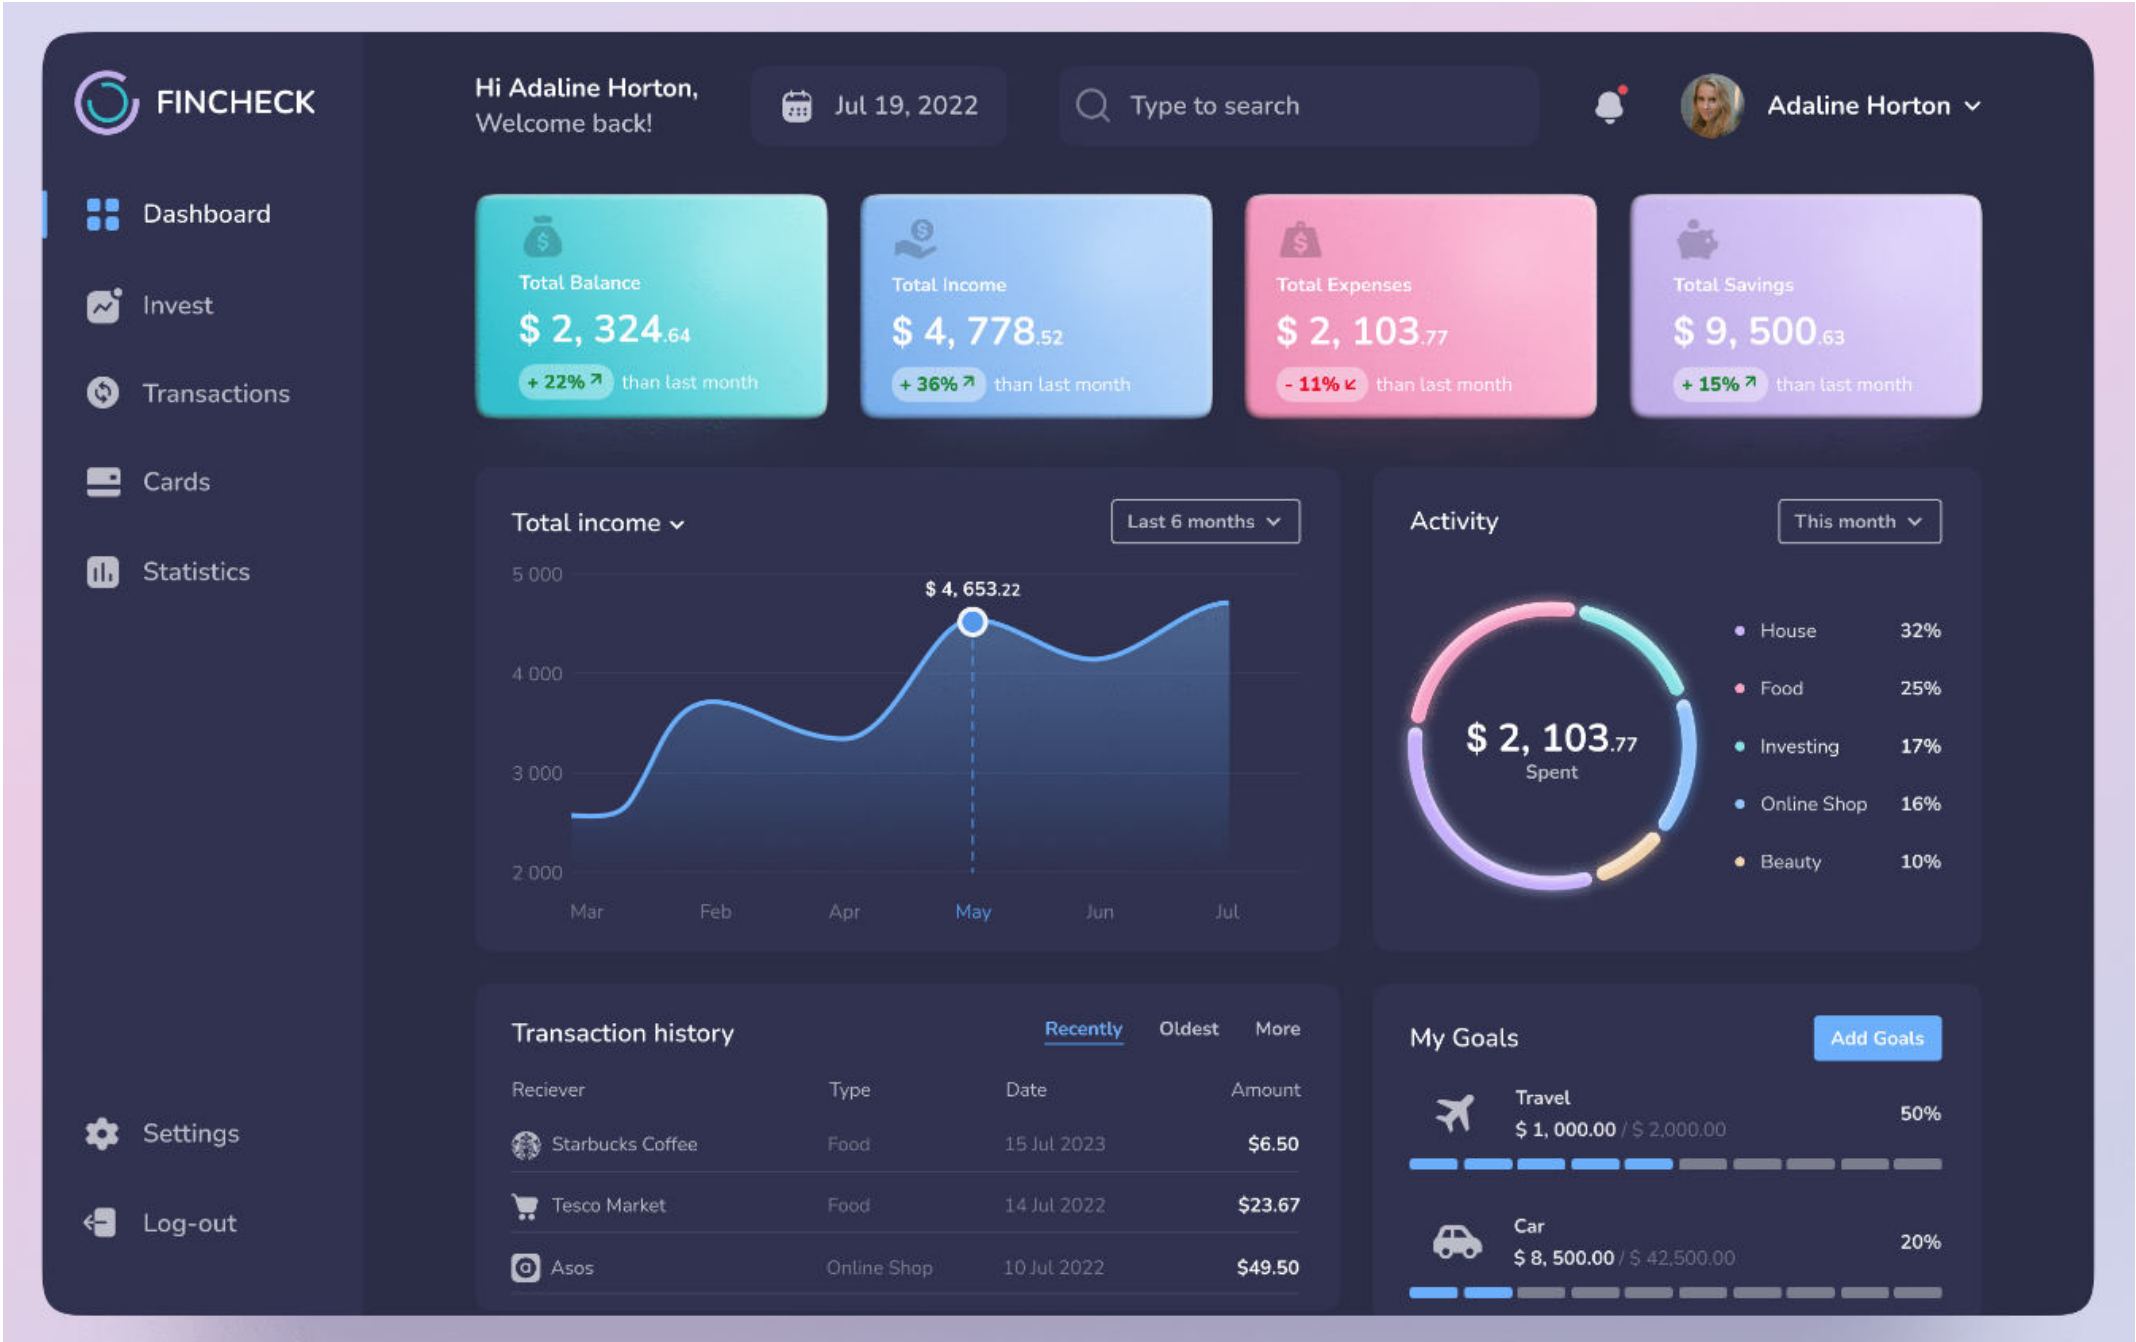 FINCHECK
Hi Adaline Horton,
Welcome back!
Jul 19, 2022
Type to search
Adaline Horton
Dashboard
Invest
Transactions
Cards
Statistics
Settings
Log-out
Total Balance
$ 2, 324.64
+ 22% than last month
Total Income
$ 4, 778.52
+ 36% than last month
Total Expenses
$ 2, 103.77
- 11% than last month
Total Savings
$ 9, 500.63
+ 15% than last month
Total income
Last 6 months
5 000
4 000
3 000
2 000
$ 4, 653.22
Mar Feb Apr May Jun Jul
Activity
This month
$ 2, 103.77
Spent
House 32%
Food 25%
Investing 17%
Online Shop 16%
Beauty 10%
Transaction history
Recently Oldest More
Reciever Type Date Amount
Starbucks Coffee Food 15 Jul 2023 $6.50
Tesco Market Food 14 Jul 2022 $23.67
Asos Online Shop 10 Jul 2022 $49.50
My Goals
Add Goals
Travel
$ 1, 000.00 / $ 2,000.00
50%
Car
$ 8, 500.00 / $ 42,500.00
20%